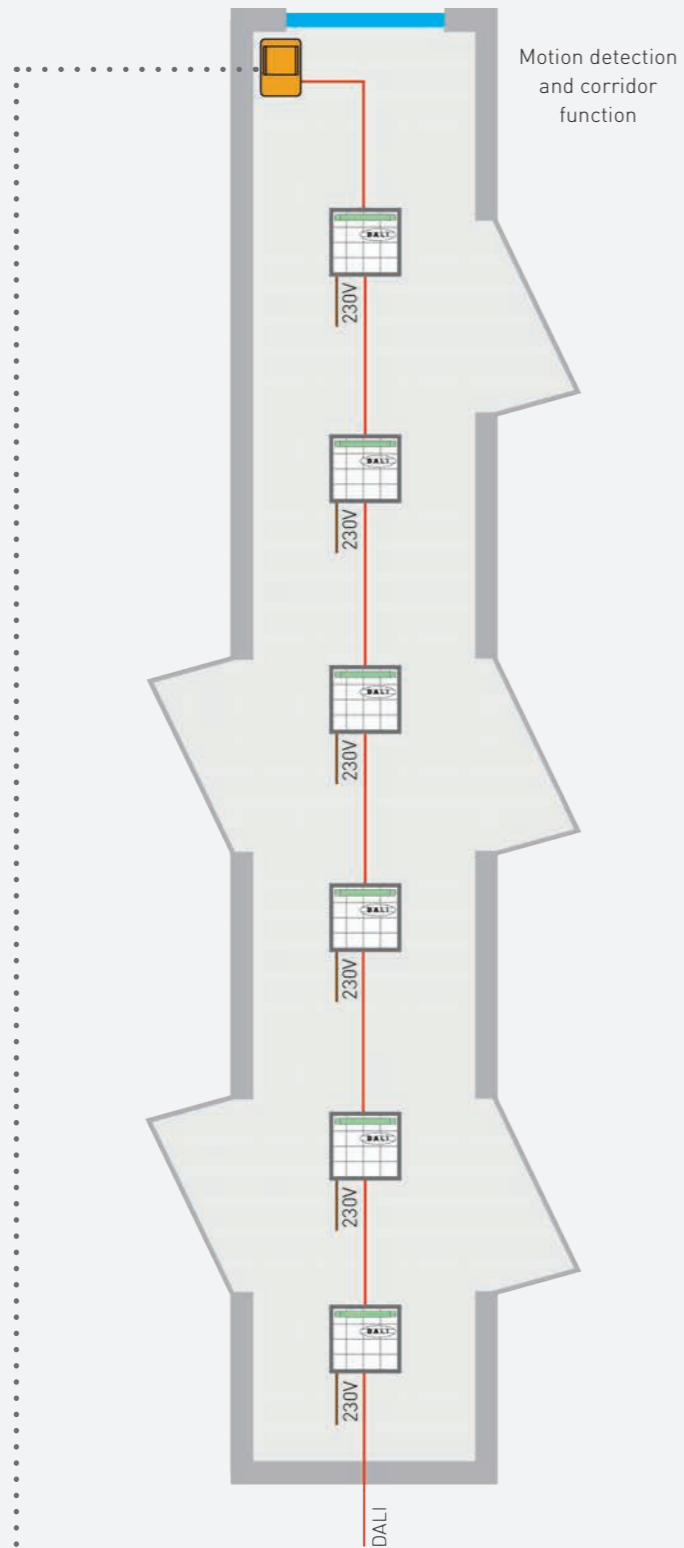 Motion detection
and corridor
function
DALI
230V
DALI
230V
DALI
230V
DALI
230V
DALI
230V
DALI
230V
DALI